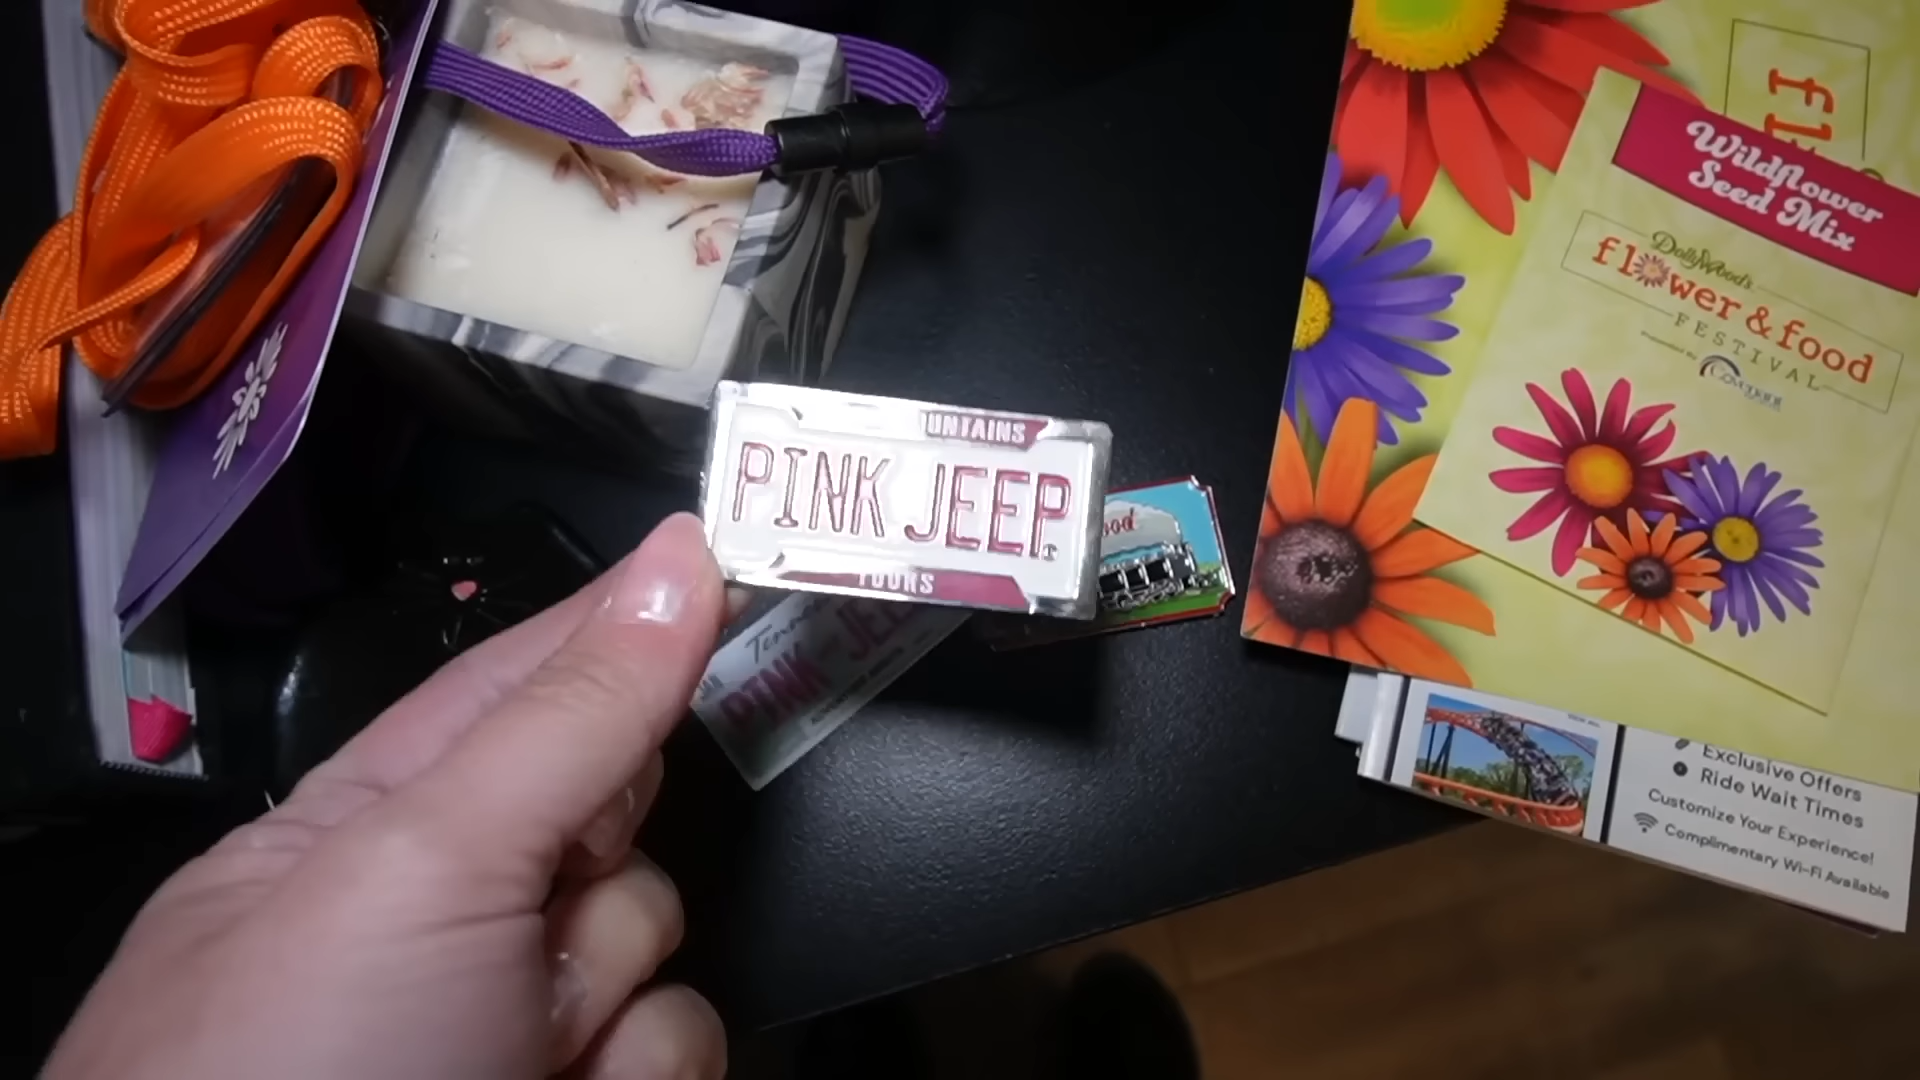 UNTAINS
PINK JEEP
TOURS
PINK JEE
Wildflower
Seed Mix
Dollywood's
flower & food
FESTIVAL
Exclusive Offers
Ride Wait Times
Customize Your Experience!
Complimentary Wi-Fi Available